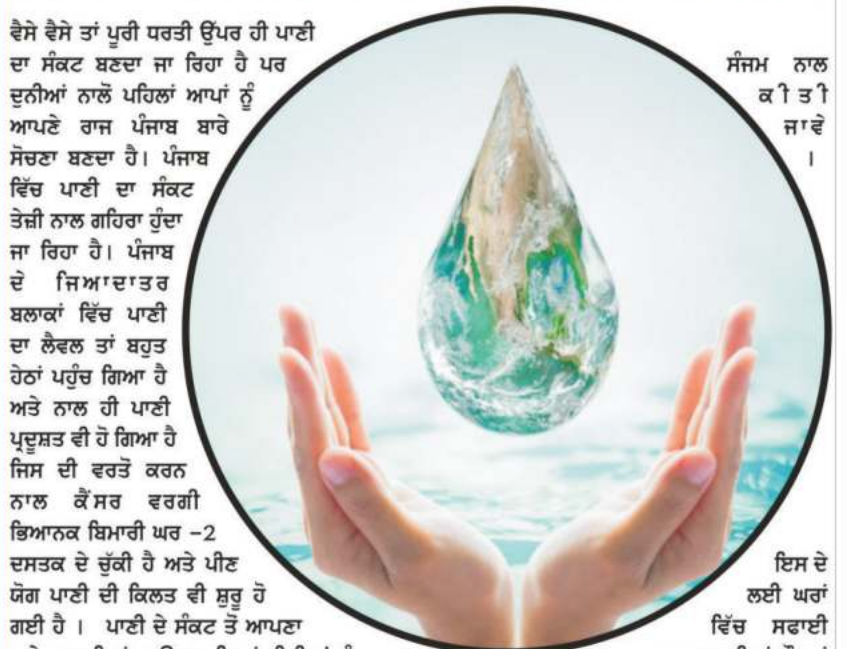 ਵੈਸੇ ਵੈਸੇ ਤਾਂ ਪੂਰੀ ਧਰਤੀ ਉੱਪਰ ਹੀ ਪਾਣੀ
ਦਾ ਸੰਕਟ ਬਣਦਾ ਜਾ ਰਿਹਾ ਹੈ ਪਰ
ਦੁਨੀਆਂ ਨਾਲੋਂ ਪਹਿਲਾਂ ਆਪਾਂ ਨੂੰ
ਆਪਣੇ ਰਾਜ ਪੰਜਾਬ ਬਾਰੇ
ਸੋਚਣਾ ਬਣਦਾ ਹੈ। ਪੰਜਾਬ
ਵਿੱਚ ਪਾਣੀ ਦਾ ਸੰਕਟ
ਤੇਜ਼ੀ ਨਾਲ ਗਹਿਰਾ ਹੁੰਦਾ
ਜਾ ਰਿਹਾ ਹੈ। ਪੰਜਾਬ
ਦੇ ਜਿਆਦਾਤਰ
ਬਲਾਕਾਂ ਵਿੱਚ ਪਾਣੀ
ਦਾ ਲੈਵਲ ਤਾਂ ਬਹੁਤ
ਹੇਠਾਂ ਪਹੁੰਚ ਗਿਆ ਹੈ
ਅਤੇ ਨਾਲ ਹੀ ਪਾਣੀ
ਪ੍ਰਦੂਸ਼ਤ ਵੀ ਹੋ ਗਿਆ ਹੈ
ਜਿਸ ਦੀ ਵਰਤੋਂ ਕਰਨ
ਨਾਲ ਕੈਂਸਰ ਵਰਗੀ
ਭਿਆਨਕ ਬਿਮਾਰੀ ਘਰ -2
ਦਸਤਕ ਦੇ ਚੁੱਕੀ ਹੈ ਅਤੇ ਪੀਣ
ਯੋਗ ਪਾਣੀ ਦੀ ਕਿਲਤ ਵੀ ਸ਼ੁਰੂ ਹੋ
ਗਈ ਹੈ । ਪਾਣੀ ਦੇ ਸੰਕਟ ਤੋਂ ਆਪਣਾ
ਸੰਜਮ ਨਾਲ
ਕੀਤੀ
ਜਾਵੇ
।
ਇਸ ਦੇ
ਲਈ ਘਰਾਂ
ਵਿੱਚ ਸਫਾਈ